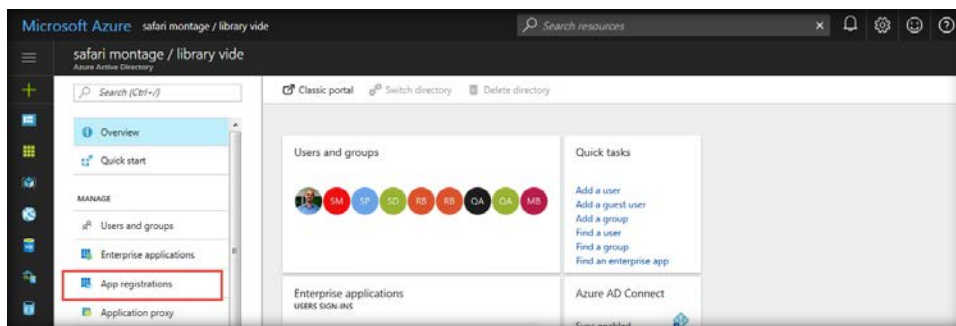 Microsoft Azure safari montage / library vide
Search resources
safari montage / library vide
Azure Active Directory
Search (Ctrl+/)
Overview
Quick start
MANAGE
Users and groups
Enterprise applications
App registrations
Application proxy
Classic portal Switch directory Delete directory
Users and groups
SM SP SD RB RB QA QA MB
Quick tasks
Add a user
Add a guest user
Add a group
Find a user
Find a group
Find an enterprise app
Enterprise applications
USERS SIGN-INS
Azure AD Connect
Sync enabled